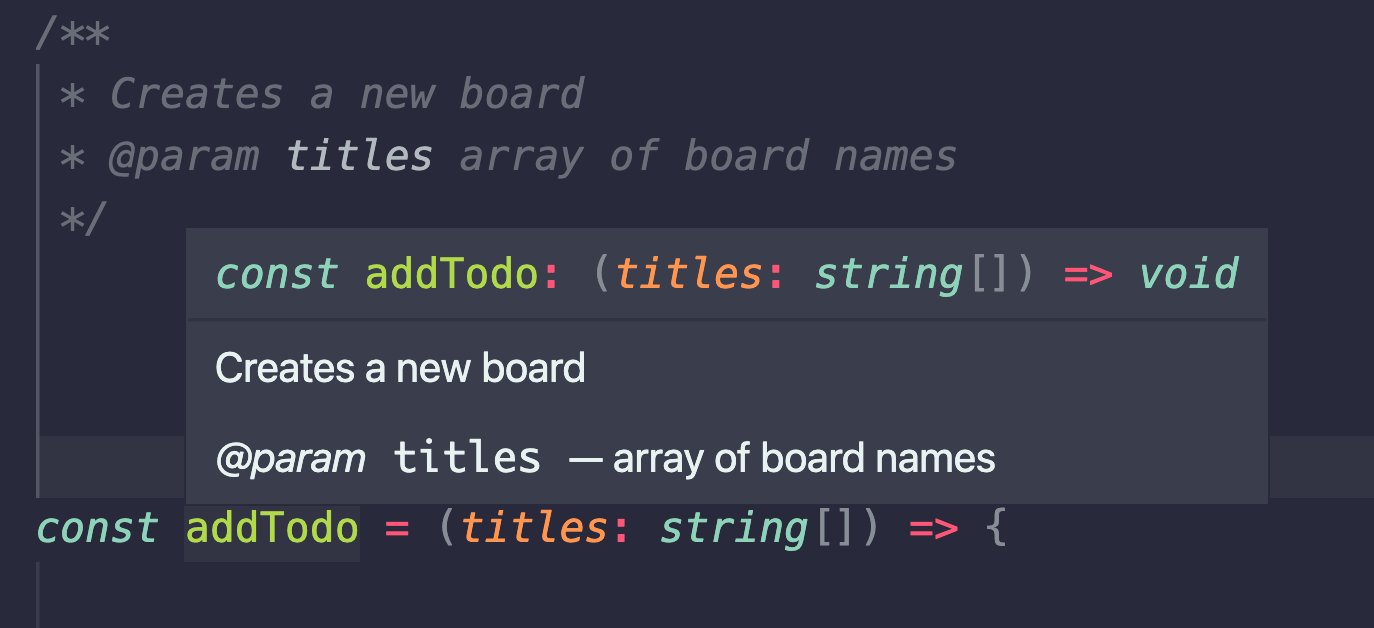 /**
* Creates a new board
* @param titles array of board names
*/
const addTodo: (titles: string[]) => void
Creates a new board
@param titles — array of board names
const addTodo = (titles: string[]) => {